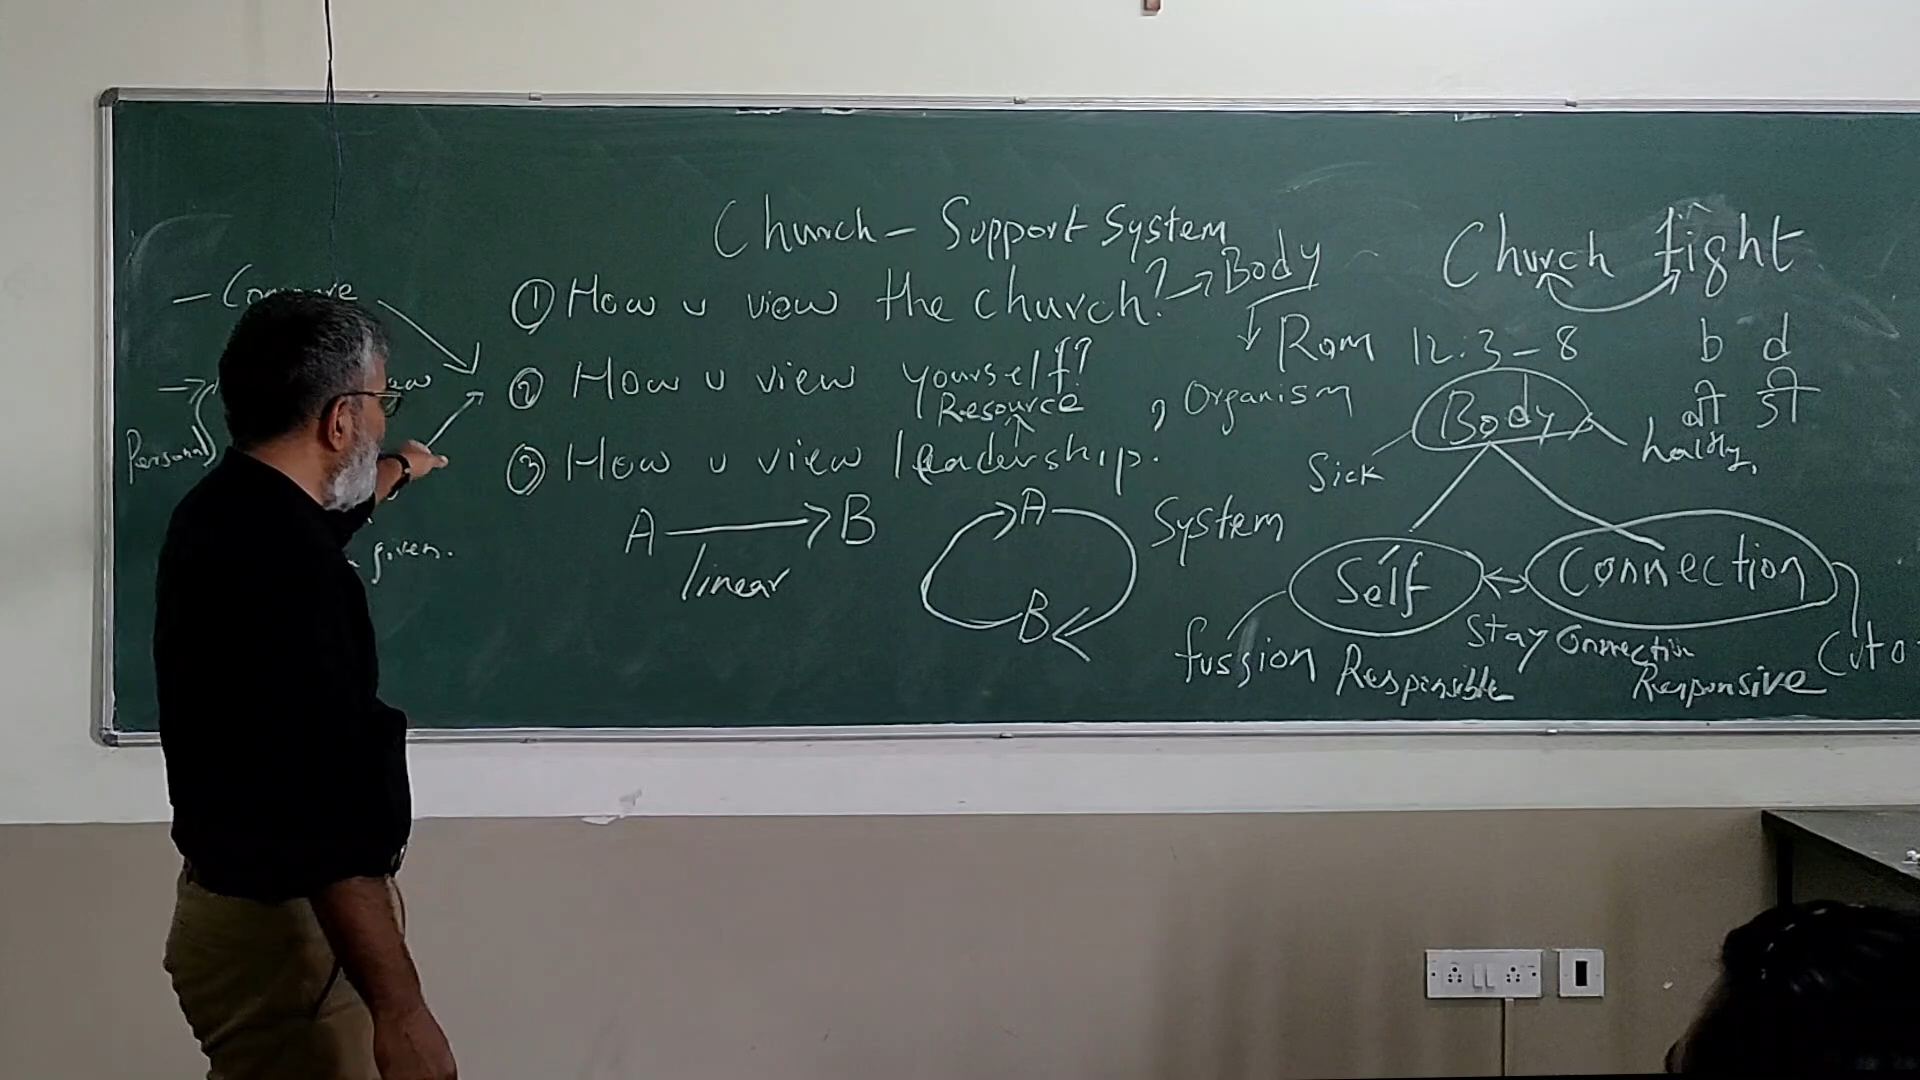 Church - Support System
① How u view the church? → Body
② How u view yourself?
Resource
, Organism
③ How u view leadership.
A → B
linear
A
B
System
Personal
given.
Church fight
Rom 12:3-8
b d
Body
Sick
healthy,
Self ↔ Connection
fussion
Stay Connection
Responsible
Responsive